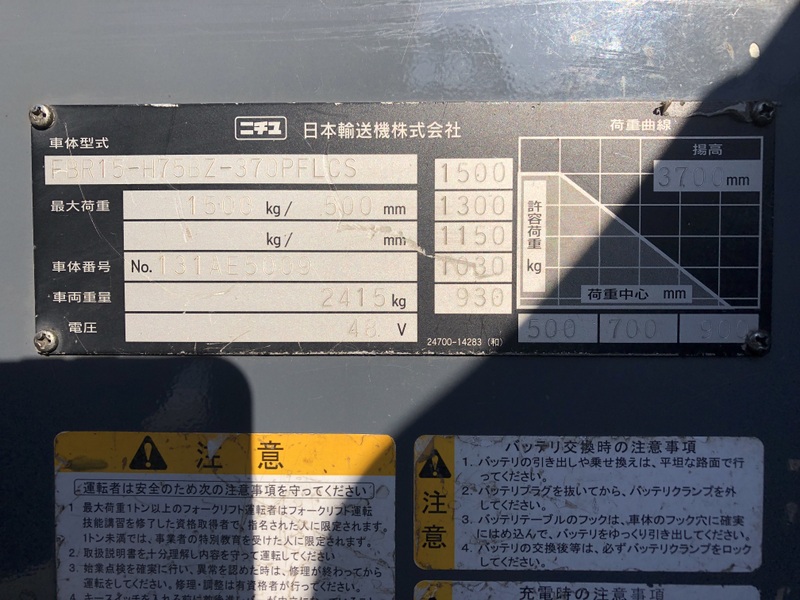 ニチユ 日本輸送機株式会社
車体型式
FBR15-H75BZ-370PFLCS
最大荷重 1500 kg/ 500 mm
kg/ mm
車体番号 No.
車両重量 2415 kg
電圧 48 V
1500
1300
1150
1030
930
荷重曲線
揚高
3700 mm
許容荷重 kg
荷重中心 mm
500 700 900
24700-14283 (和)
注意
運転者は安全のため次の注意事項を守ってください
1 最大荷重1トン以上のフォークリフト運転者はフォークリフト運転
技能講習を修了した資格取得者で、指名された人に限定されます。
1トン未満では、事業者の特別教育を受けた人に限定されます。
2. 取扱説明書を十分理解し内容を守って運転してください
3 始業点検を確実に行い、異常を認めた時は、修理が終わってから
運転をしてください。修理・調整は有資格者が行ってください。
注意
バッテリ交換時の注意事項
1. バッテリの引き出しや乗せ換えは、平坦な路面で行
ってください。
2. バッテリプラグを抜いてから、バッテリクランプを外
してください。
3. バッテリテーブルのフックは、車体のフック穴に確実
にはめ込んで、バッテリをゆっくり引き出してください。
4. バッテリの交換後等は、必ずバッテリクランプをロック
してください。
充電時の注意事項